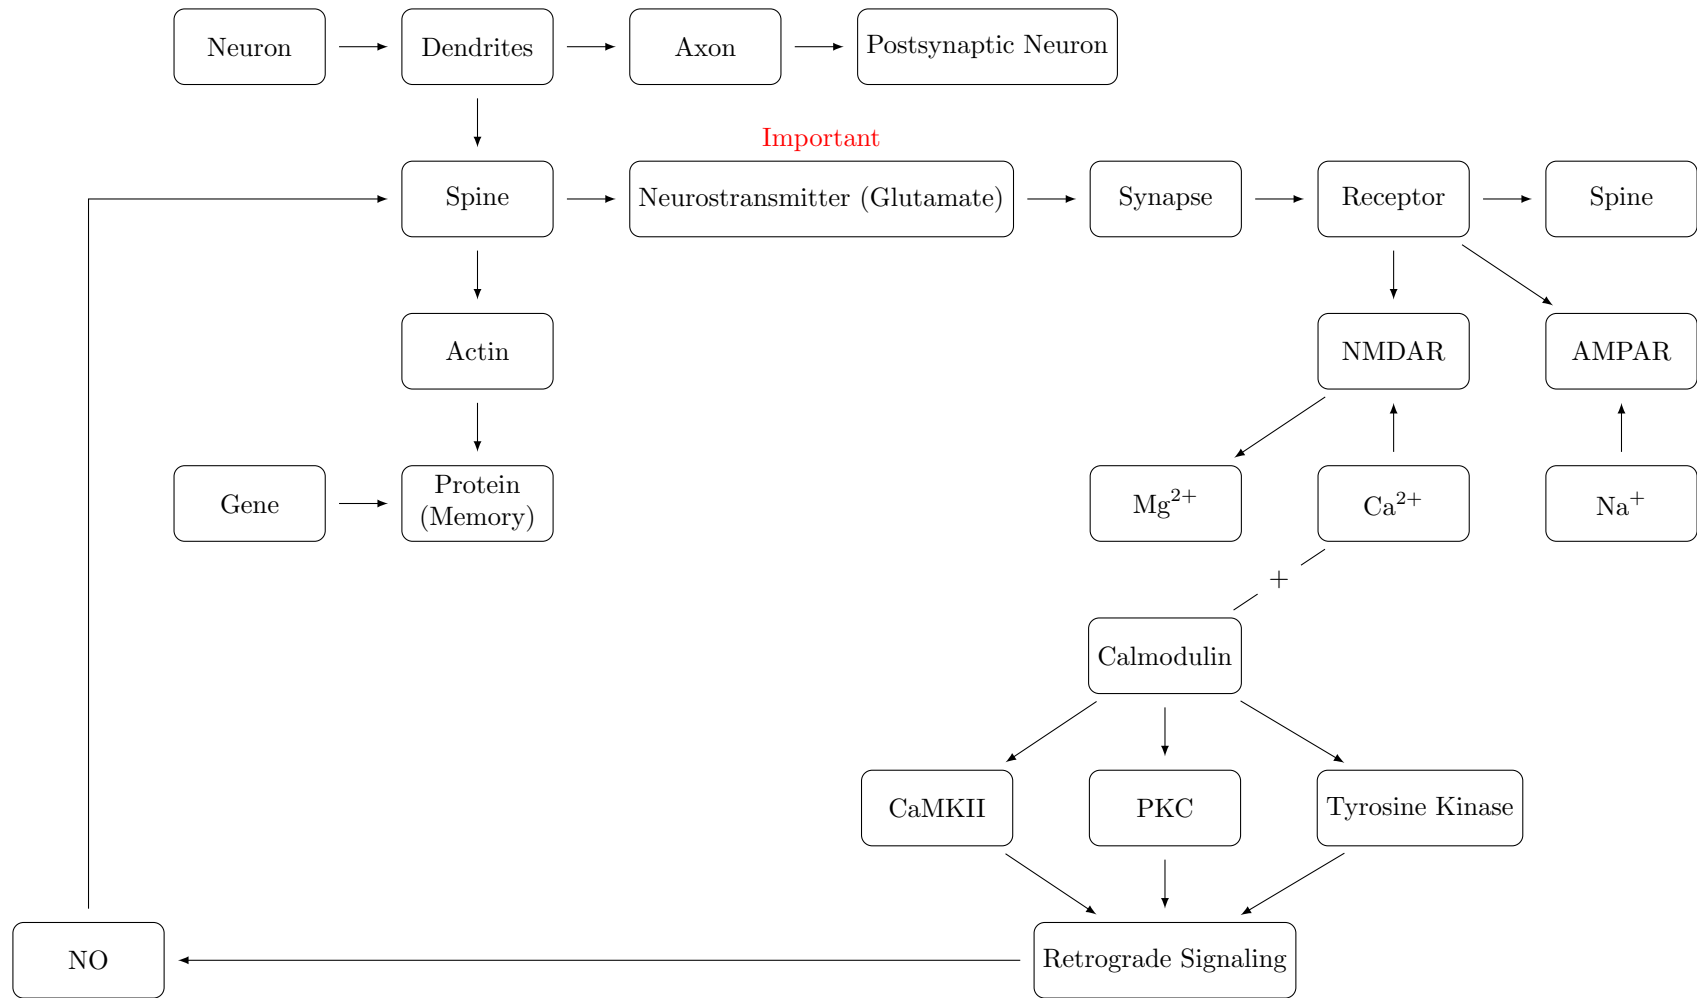 Neuron
Dendrites
Axon
Postsynaptic Neuron
Important
Spine
Neurostransmitter (Glutamate)
Synapse
Receptor
Spine
Actin
NMDAR
AMPAR
Gene
Protein
(Memory)
Mg²⁺
Ca²⁺
Na⁺
+
Calmodulin
CaMKII
PKC
Tyrosine Kinase
NO
Retrograde Signaling